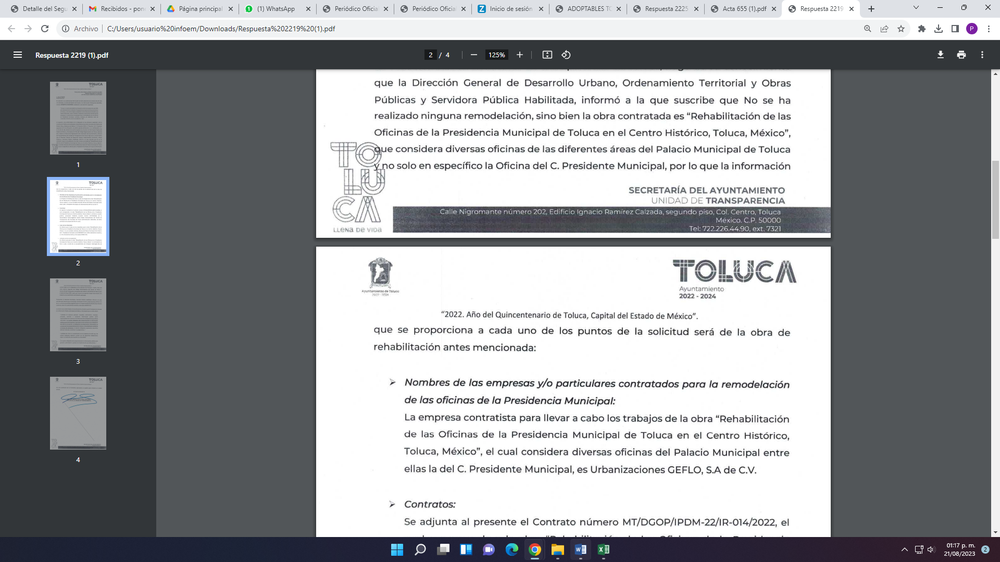 Detalle del Segu
Recibidos - pone
Página principal
(1) WhatsApp
Periódico Oficial
Periódico Oficial
Inicio de sesión
ADOPTABLES TO
Respuesta 2225
Acta 655 (1).pdf
Respuesta 2219
Archivo
C:/Users/usuario%20infoem/Downloads/Respuesta%202219%20(1).pdf
P
Respuesta 2219 (1).pdf
2 / 4
125%
1
2
3
4
que la Dirección General de Desarrollo Urbano, Ordenamiento Territorial y Obras
Públicas y Servidora Pública Habilitada, informó a la que suscribe que No se ha
realizado ninguna remodelación, sino bien la obra contratada es “Rehabilitación de las
Oficinas de la Presidencia Municipal de Toluca en el Centro Histórico, Toluca, México”,
que considera diversas oficinas de las diferentes áreas del Palacio Municipal de Toluca
y no solo en específico la Oficina del C. Presidente Municipal, por lo que la información
TO
LU
CA
LLENA DE VIDA
SECRETARÍA DEL AYUNTAMIENTO
UNIDAD DE TRANSPARENCIA
Calle Nigromante número 202, Edificio Ignacio Ramírez Calzada, segundo piso, Col. Centro, Toluca
México. C.P. 50000
Tel: 722.226.44.90, ext. 7321
Ayuntamiento de Toluca
2022 - 2024
TOLUCA
Ayuntamiento
2022 - 2024
“2022. Año del Quincentenario de Toluca, Capital del Estado de México”.
que se proporciona a cada uno de los puntos de la solicitud será de la obra de
rehabilitación antes mencionada:
➢ Nombres de las empresas y/o particulares contratados para la remodelación
de las oficinas de la Presidencia Municipal:
La empresa contratista para llevar a cabo los trabajos de la obra “Rehabilitación
de las Oficinas de la Presidencia Municipal de Toluca en el Centro Histórico,
Toluca, México”, el cual considera diversas oficinas del Palacio Municipal entre
ellas la del C. Presidente Municipal, es Urbanizaciones GEFLO, S.A de C.V.
➢ Contratos:
Se adjunta al presente el Contrato número MT/DGOP/IPDM-22/IR-014/2022, el
01:17 p. m.
21/08/2023
2